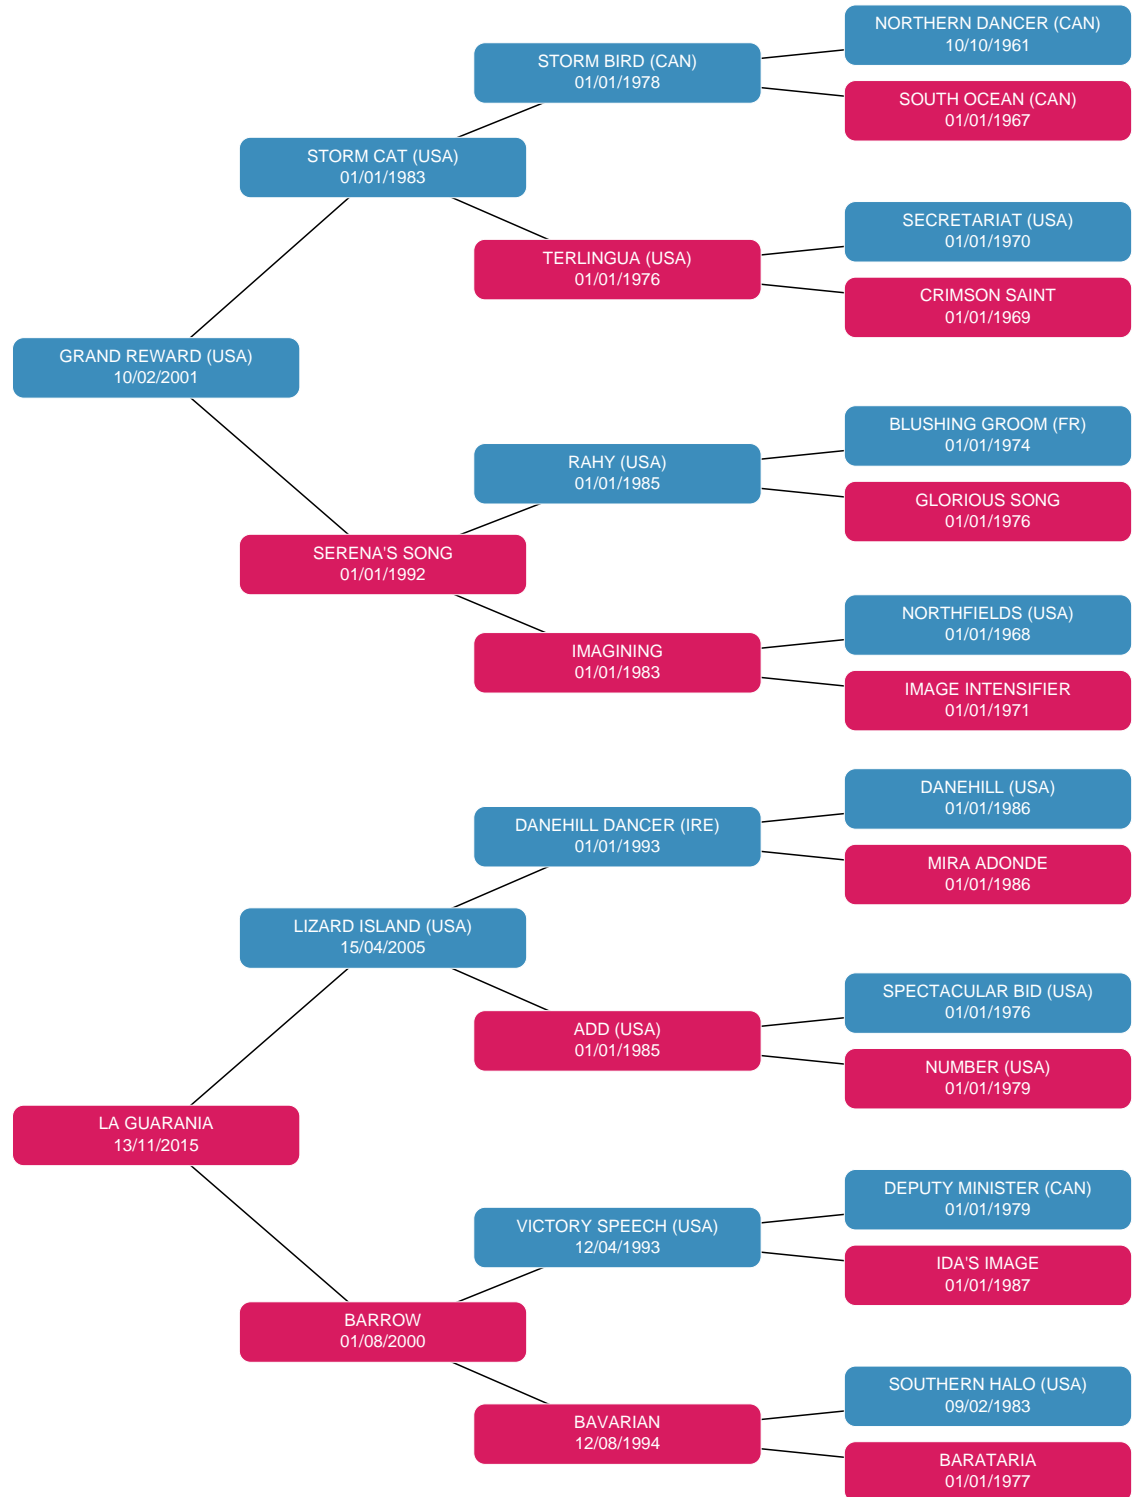 NORTHERN DANCER (CAN)
10/10/1961
STORM BIRD (CAN)
01/01/1978
SOUTH OCEAN (CAN)
01/01/1967
STORM CAT (USA)
01/01/1983
SECRETARIAT (USA)
01/01/1970
TERLINGUA (USA)
01/01/1976
CRIMSON SAINT
01/01/1969
GRAND REWARD (USA)
10/02/2001
BLUSHING GROOM (FR)
01/01/1974
RAHY (USA)
01/01/1985
GLORIOUS SONG
01/01/1976
SERENA'S SONG
01/01/1992
NORTHFIELDS (USA)
01/01/1968
IMAGINING
01/01/1983
IMAGE INTENSIFIER
01/01/1971
DANEHILL (USA)
01/01/1986
DANEHILL DANCER (IRE)
01/01/1993
MIRA ADONDE
01/01/1986
LIZARD ISLAND (USA)
15/04/2005
SPECTACULAR BID (USA)
01/01/1976
ADD (USA)
01/01/1985
NUMBER (USA)
01/01/1979
LA GUARANIA
13/11/2015
DEPUTY MINISTER (CAN)
01/01/1979
VICTORY SPEECH (USA)
12/04/1993
IDA'S IMAGE
01/01/1987
BARROW
01/08/2000
SOUTHERN HALO (USA)
09/02/1983
BAVARIAN
12/08/1994
BARATARIA
01/01/1977